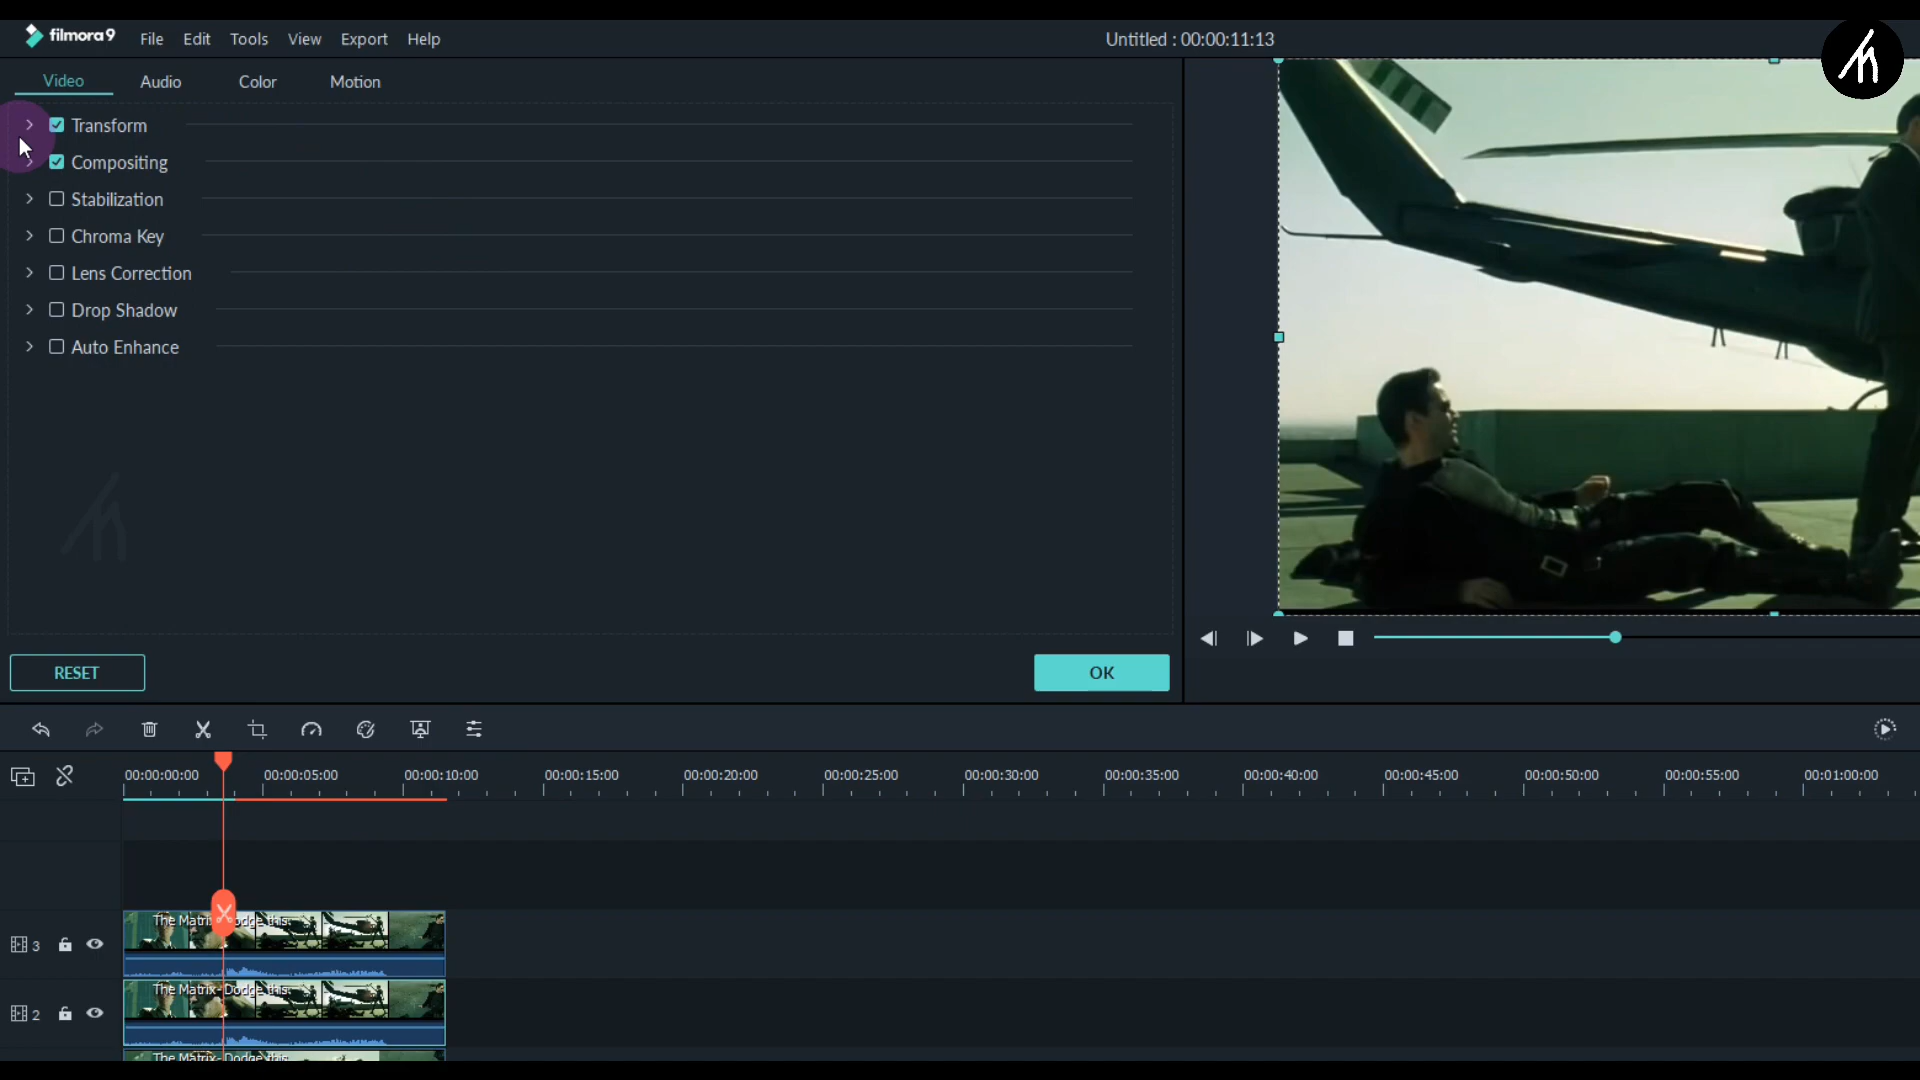 filmora9 File Edit Tools View Export Help Untitled : 00:00:11:13
Video Audio Color Motion
Transform
Compositing
Stabilization
Chroma Key
Lens Correction
Drop Shadow
Auto Enhance
RESET OK
00:00:00:00 00:00:05:00 00:00:10:00 00:00:15:00 00:00:20:00 00:00:25:00 00:00:30:00 00:00:35:00 00:00:40:00 00:00:45:00 00:00:50:00 00:00:55:00 00:01:00:00
The Matrix- Dodge this.
3
The Matrix- Dodge this.
2
The Matrix- Dodge this.